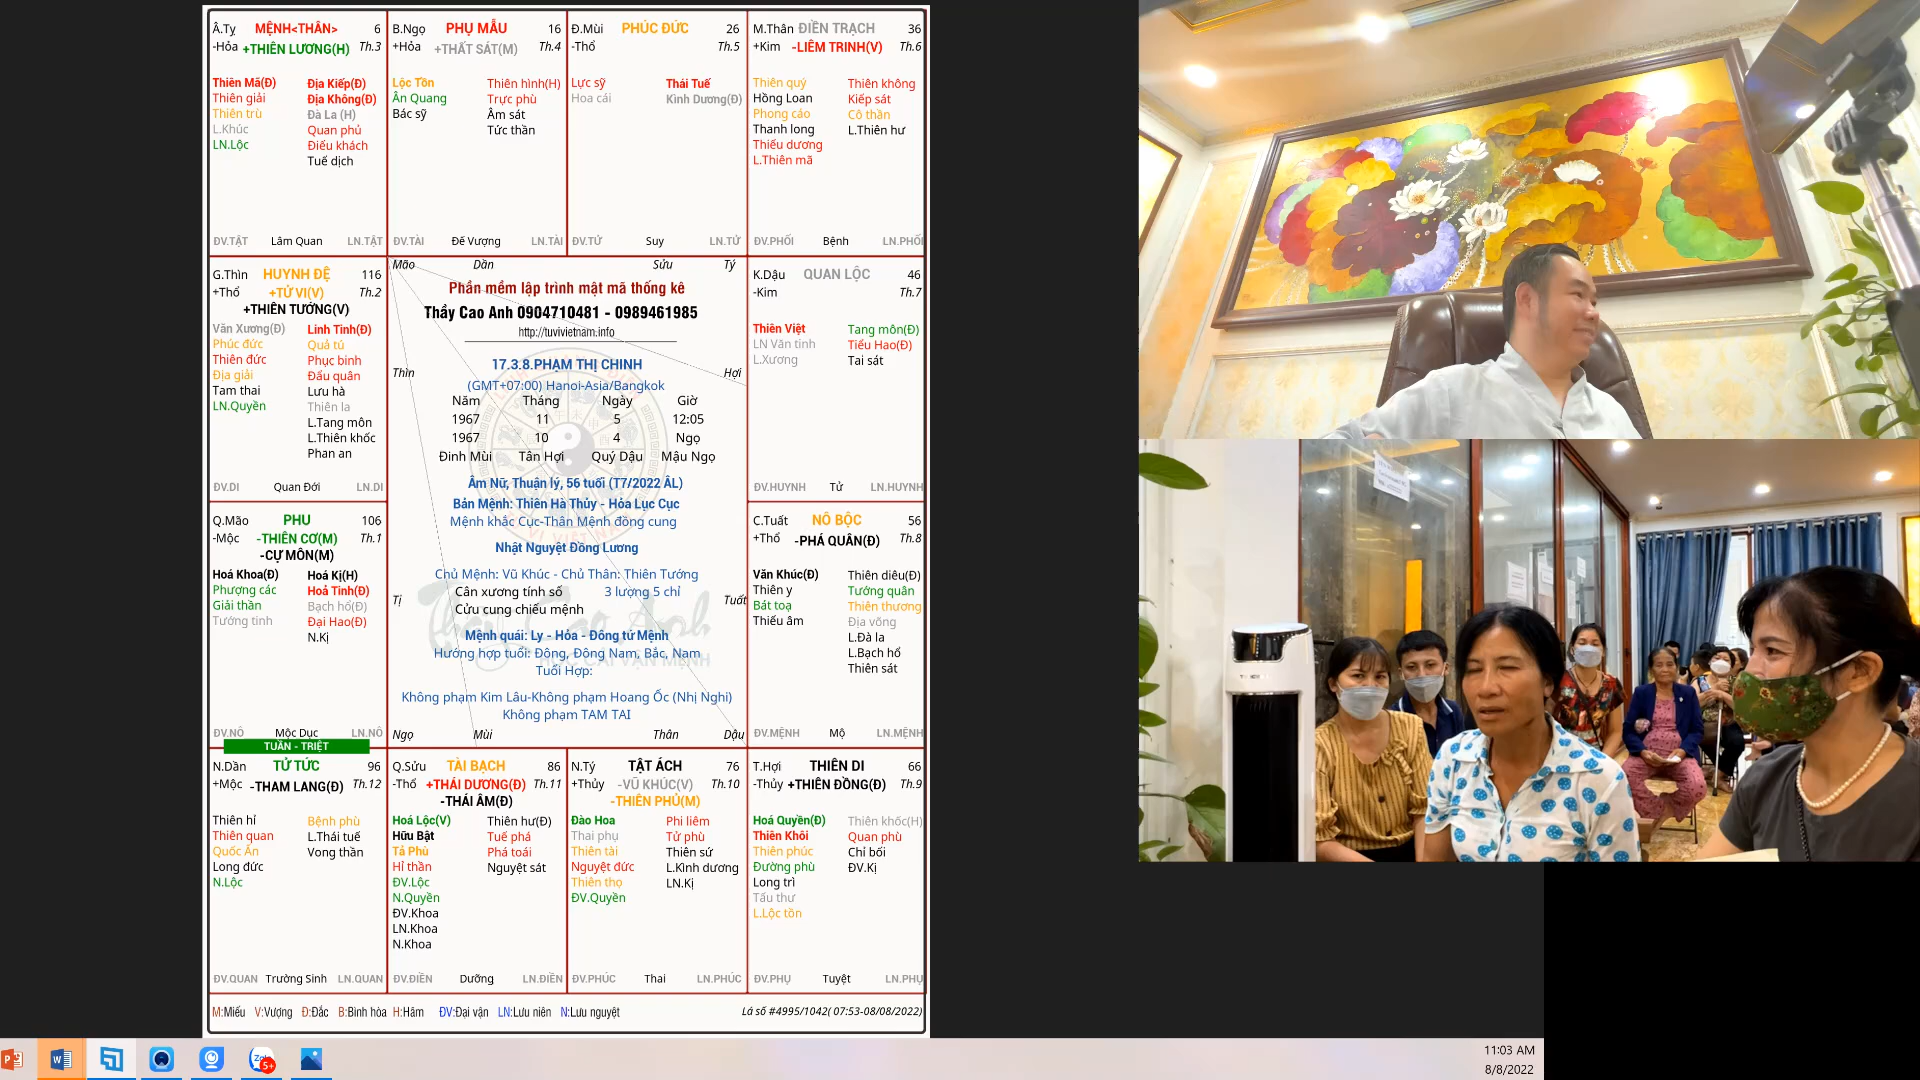 Â.Tỵ MỆNH<THÂN> 6
-Hỏa +THIÊN LƯƠNG(H) Th.3
Thiên Mã(Đ) Địa Kiếp(Đ)
Thiên giải Địa Không(Đ)
Thiên trù Đà La (H)
L.Khúc Quan phủ
LN.Lộc Điếu khách
Tuế dịch
ĐV.TẬT Lâm Quan LN.TẬT
B.Ngọ PHỤ MẪU 16
+Hỏa +THẤT SÁT(M) Th.4
Lộc Tồn Thiên hình(H)
Ân Quang Trực phù
Bác sỹ Âm sát
Tức thần
ĐV.TÀI Đế Vượng LN.TÀI
Đ.Mùi PHÚC ĐỨC 26
-Thổ Th.5
Lực sỹ Thái Tuế
Hoa cái Kình Dương(Đ)
ĐV.TỬ Suy LN.TỬ
M.Thân ĐIỀN TRẠCH 36
+Kim -LIÊM TRINH(V) Th.6
Thiên quý Thiên không
Hồng Loan Kiếp sát
Phong cáo Cô thần
Thanh long L.Thiên hư
Thiếu dương
L.Thiên mã
ĐV.PHỐI Bệnh LN.PHỐI
G.Thìn HUYNH ĐỆ 116
+Thổ +TỬ VI(V) Th.2
+THIÊN TƯỚNG(V)
Văn Xương(Đ) Linh Tinh(Đ)
Phúc đức Quả tú
Thiên đức Phục binh
Địa giải Đẩu quân
Tam thai Lưu hà
LN.Quyền Thiên la
L.Tang môn
L.Thiên khốc
Phan an
ĐV.DI Quan Đới LN.DI
Mão Dần Sửu Tý
Phần mềm lập trình mật mã thống kê
Thầy Cao Anh 0904710481 - 0989461985
http://tuvivietnam.info
17.3.8.PHẠM THỊ CHINH
Thìn Hợi
(GMT+07:00) Hanoi-Asia/Bangkok
Năm Tháng Ngày Giờ
1967 11 5 12:05
1967 10 4 Ngọ
Đinh Mùi Tân Hợi Quý Dậu Mậu Ngọ
Âm Nữ, Thuận lý, 56 tuổi (T7/2022 ÂL)
Bản Mệnh: Thiên Hà Thủy - Hỏa Lục Cục
Mệnh khắc Cục-Thân Mệnh đồng cung
Nhật Nguyệt Đồng Lương
Chủ Mệnh: Vũ Khúc - Chủ Thân: Thiên Tướng
Cân xương tính số 3 lượng 5 chỉ
Tị Tuất
Cửu cung chiếu mệnh
Thầy Cao Anh
HỌC CẢI VẬN MỆNH
Mệnh quái: Ly - Hỏa - Đông tứ Mệnh
Hướng hợp tuổi: Đông, Đông Nam, Bắc, Nam
Tuổi Hợp:
Không phạm Kim Lâu-Không phạm Hoang Ốc (Nhị Nghi)
Không phạm TAM TAI
Ngọ Mùi Thân Dậu
K.Dậu QUAN LỘC 46
-Kim Th.7
Thiên Việt Tang môn(Đ)
LN Văn tinh Tiểu Hao(Đ)
L.Xương Tai sát
ĐV.HUYNH Tử LN.HUYNH
Q.Mão PHU 106
-Mộc -THIÊN CƠ(M) Th.1
-CỰ MÔN(M)
Hoá Khoa(Đ) Hoá Kị(H)
Phượng các Hoả Tinh(Đ)
Giải thần Bạch hổ(Đ)
Tướng tinh Đại Hao(Đ)
N.Kị
ĐV.NÔ Mộc Dục LN.NÔ
C.Tuất NÔ BỘC 56
+Thổ -PHÁ QUÂN(Đ) Th.8
Văn Khúc(Đ) Thiên diêu(Đ)
Thiên y Tướng quân
Bát toạ Thiên thương
Thiếu âm Địa võng
L.Đà la
L.Bạch hổ
Thiên sát
ĐV.MỆNH Mộ LN.MỆNH
TUẦN - TRIỆT
N.Dần TỬ TỨC 96
+Mộc -THAM LANG(Đ) Th.12
Thiên hỉ Bệnh phù
Thiên quan L.Thái tuế
Quốc Ấn Vong thần
Long đức
N.Lộc
ĐV.QUAN Trường Sinh LN.QUAN
Q.Sửu TÀI BẠCH 86
-Thổ +THÁI DƯƠNG(Đ) Th.11
-THÁI ÂM(Đ)
Hoá Lộc(V) Thiên hư(Đ)
Hữu Bật Tuế phá
Tả Phù Phá toái
Hỉ thần Nguyệt sát
ĐV.Lộc
N.Quyền
ĐV.Khoa
LN.Khoa
N.Khoa
ĐV.ĐIỀN Dưỡng LN.ĐIỀN
N.Tý TẬT ÁCH 76
+Thủy -VŨ KHÚC(V) Th.10
-THIÊN PHỦ(M)
Đào Hoa Phi liêm
Thai phụ Tử phù
Thiên tài Thiên sứ
Nguyệt đức L.Kình dương
Thiên thọ LN.Kị
ĐV.Quyền
ĐV.PHÚC Thai LN.PHÚC
T.Hợi THIÊN DI 66
-Thủy +THIÊN ĐỒNG(Đ) Th.9
Hoá Quyền(Đ) Thiên khốc(H)
Thiên Khôi Quan phù
Thiên phúc Chỉ bối
Đường phù ĐV.Kị
Long trì
Tấu thư
L.Lộc tồn
ĐV.PHỤ Tuyệt LN.PHỤ
M:Miếu V:Vượng Đ:Đắc B:Bình hòa H:Hãm ĐV:Đại vận LN:Lưu niên N:Lưu nguyệt Lá số #4995/1042( 07:53-08/08/2022)
Zalo 5+
11:03 AM
8/8/2022